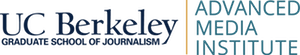 UC Berkeley
GRADUATE SCHOOL OF JOURNALISM
ADVANCED
MEDIA
INSTITUTE